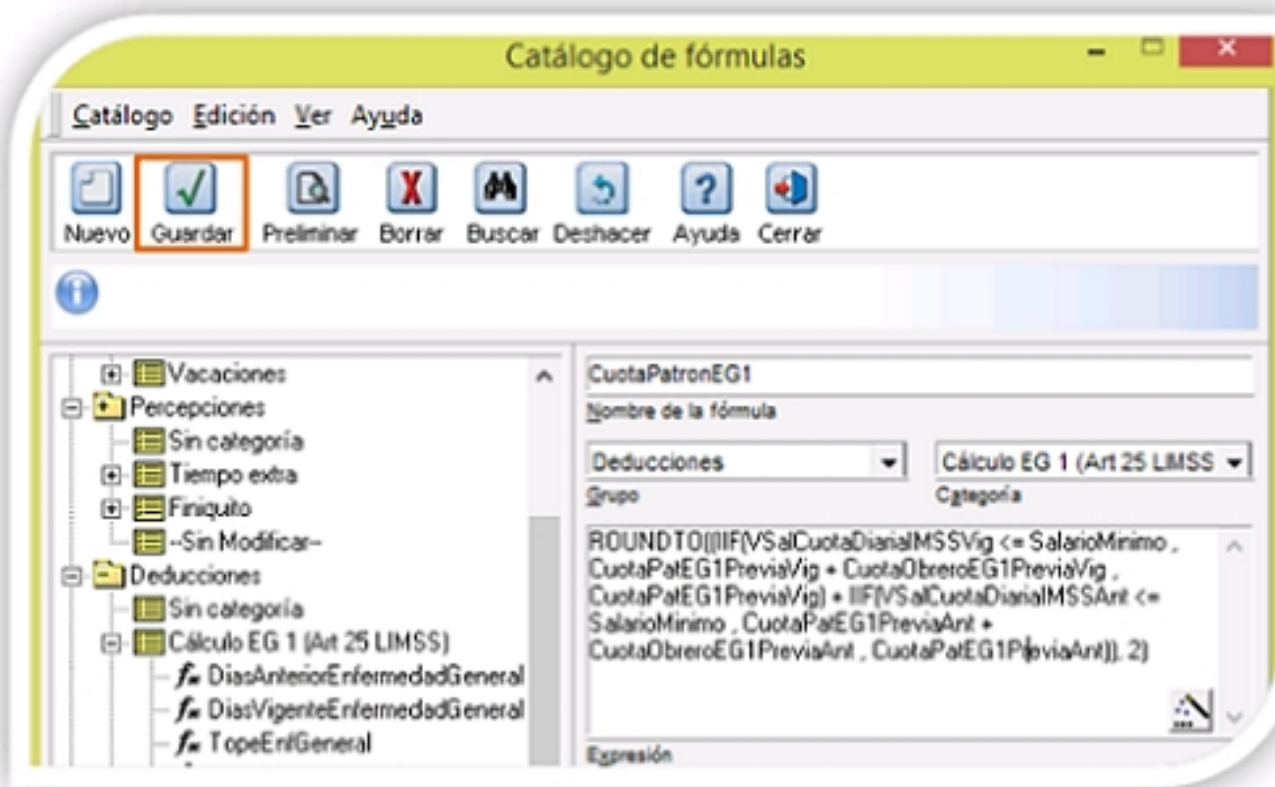 Catálogo de fórmulas
Catálogo Edición Ver Ayuda
Nuevo Guardar Preliminar Borrar Buscar Deshacer Ayuda Cerrar
Vacaciones
Percepciones
Sin categoría
Tiempo extra
Finiquito
--Sin Modificar--
Deducciones
Sin categoría
Cálculo EG 1 (Art 25 LIMSS)
DiasAnteriorEnfermedadGeneral
DiasVigenteEnfermedadGeneral
TopeEnfGeneral
CuotaPatronEG1
Nombre de la fórmula
Deducciones
Cálculo EG 1 (Art 25 LIMSS
Grupo
Categoría
ROUNDTO((IIF(VSalCuotaDiariaIMSSVig <= SalarioMinimo ,
CuotaPatEG1PreviaVig + CuotaObreroEG1PreviaVig ,
CuotaPatEG1PreviaVig) + IIF(VSalCuotaDiariaIMSSAnt <=
SalarioMinimo , CuotaPatEG1PreviaAnt +
CuotaObreroEG1PreviaAnt , CuotaPatEG1PreviaAnt)), 2)
Expresión